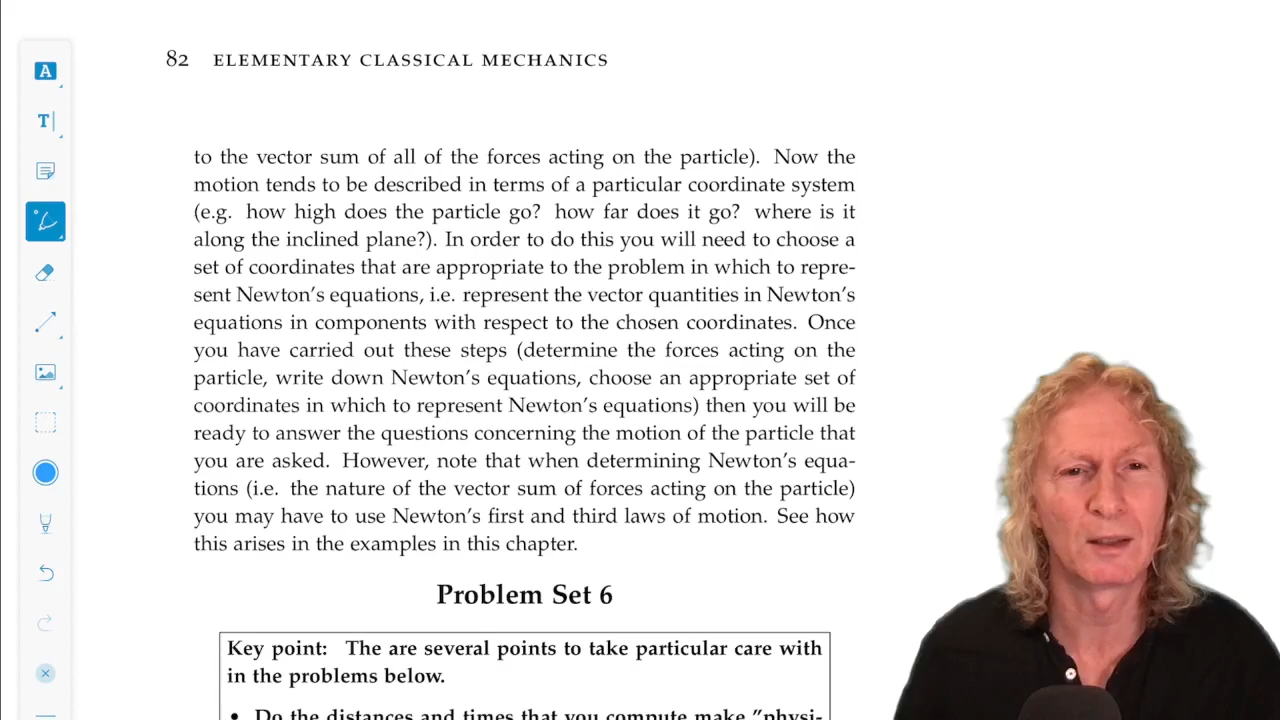 82 ELEMENTARY CLASSICAL MECHANICS
A
T
to the vector sum of all of the forces acting on the particle). Now the
motion tends to be described in terms of a particular coordinate system
(e.g. how high does the particle go? how far does it go? where is it
along the inclined plane?). In order to do this you will need to choose a
set of coordinates that are appropriate to the problem in which to repre-
sent Newton's equations, i.e. represent the vector quantities in Newton's
equations in components with respect to the chosen coordinates. Once
you have carried out these steps (determine the forces acting on the
particle, write down Newton's equations, choose an appropriate set of
coordinates in which to represent Newton's equations) then you will be
ready to answer the questions concerning the motion of the particle that
you are asked. However, note that when determining Newton's equa-
tions (i.e. the nature of the vector sum of forces acting on the particle)
you may have to use Newton's first and third laws of motion. See how
this arises in the examples in this chapter.
Problem Set 6
Key point: The are several points to take particular care with
in the problems below.
• Do the distances and times that you compute make "physi-